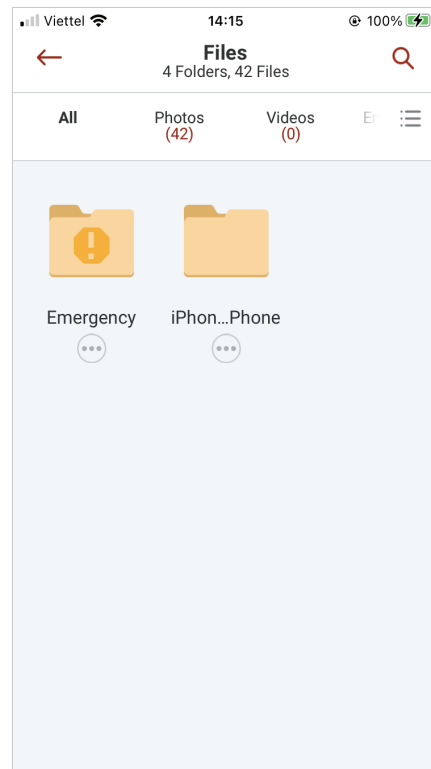 Viettel 14:15 100%
Files
4 Folders, 42 Files
All Photos Videos
(42) (0)
Emergency iPhon...Phone